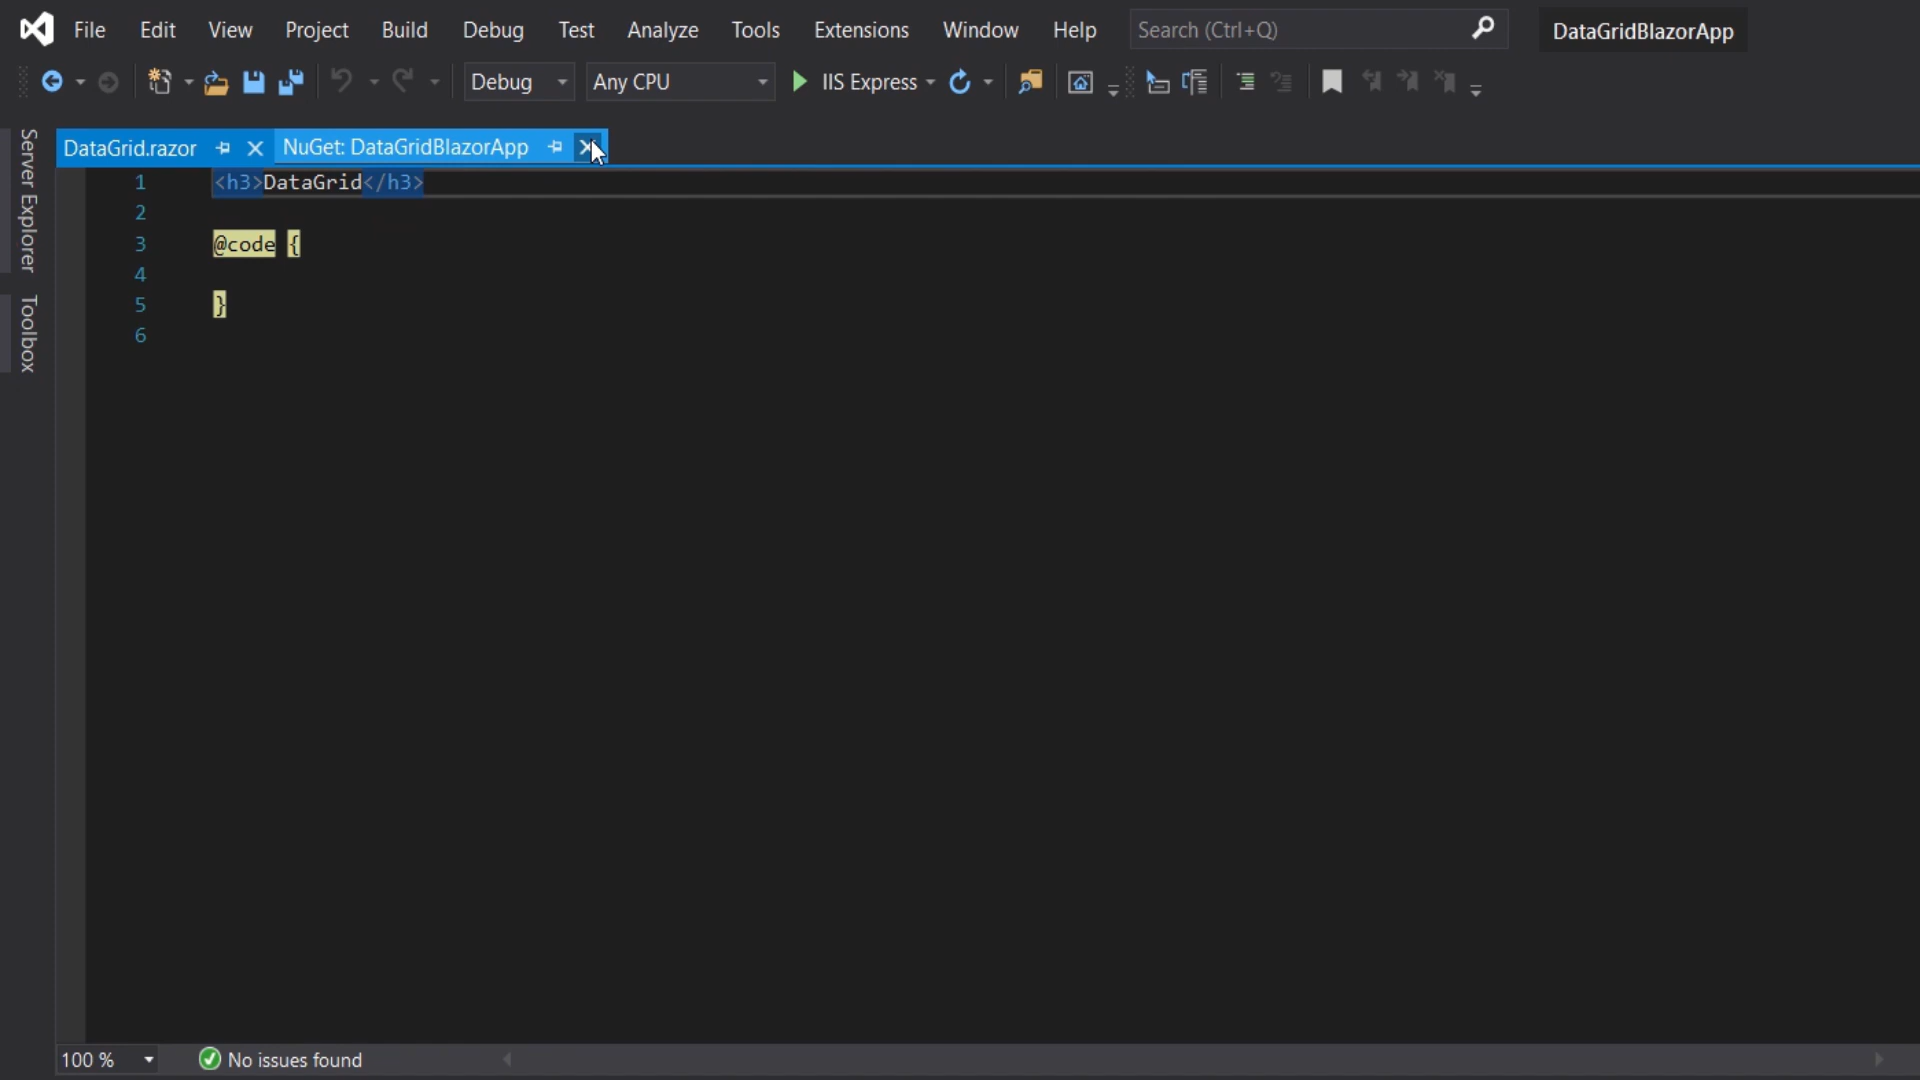 File Edit View Project Build Debug Test Analyze Tools Extensions Window Help Search (Ctrl+Q) DataGridBlazorApp
Debug Any CPU IIS Express
DataGrid.razor NuGet: DataGridBlazorApp
Server Explorer
Toolbox
1 <h3>DataGrid</h3>
2
3 @code {
4
5 }
6
100 % No issues found